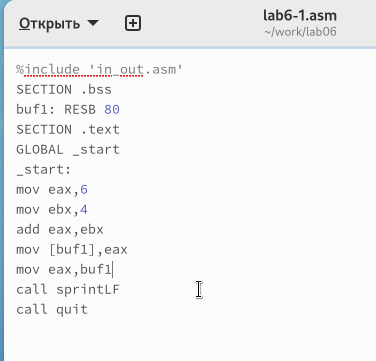 Открыть
lab6-1.asm
~/work/lab06
%include 'in_out.asm'
SECTION .bss
buf1: RESB 80
SECTION .text
GLOBAL _start
_start:
mov eax,6
mov ebx,4
add eax,ebx
mov [buf1],eax
mov eax,buf1
call sprintLF
call quit